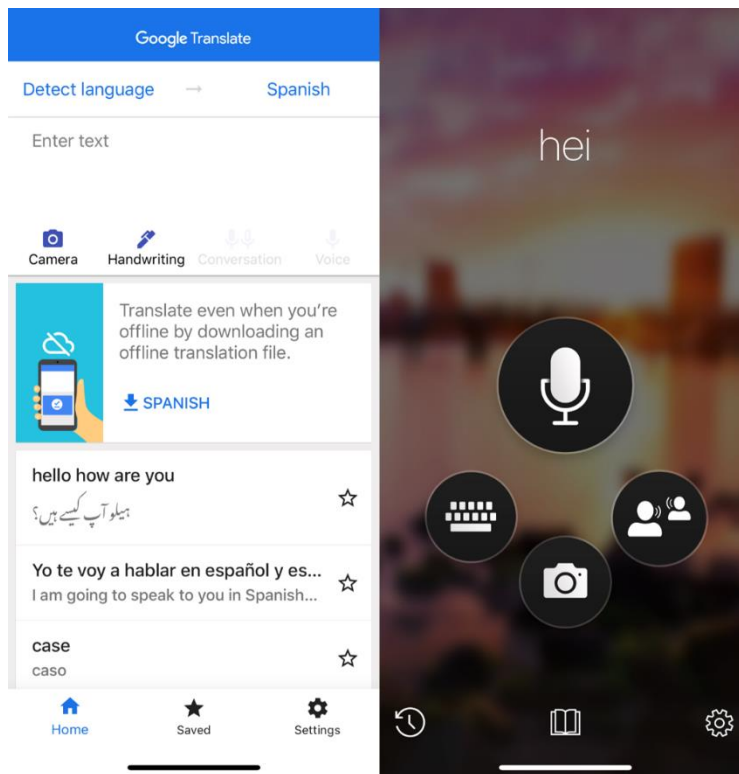 Google Translate
Detect language → Spanish
Enter text
Camera Handwriting Conversation Voice
Translate even when you're
offline by downloading an
offline translation file.
SPANISH
hello how are you
ہیلو آپ کیسے ہیں؟
Yo te voy a hablar en español y es...
I am going to speak to you in Spanish...
case
caso
Home Saved Settings
hei